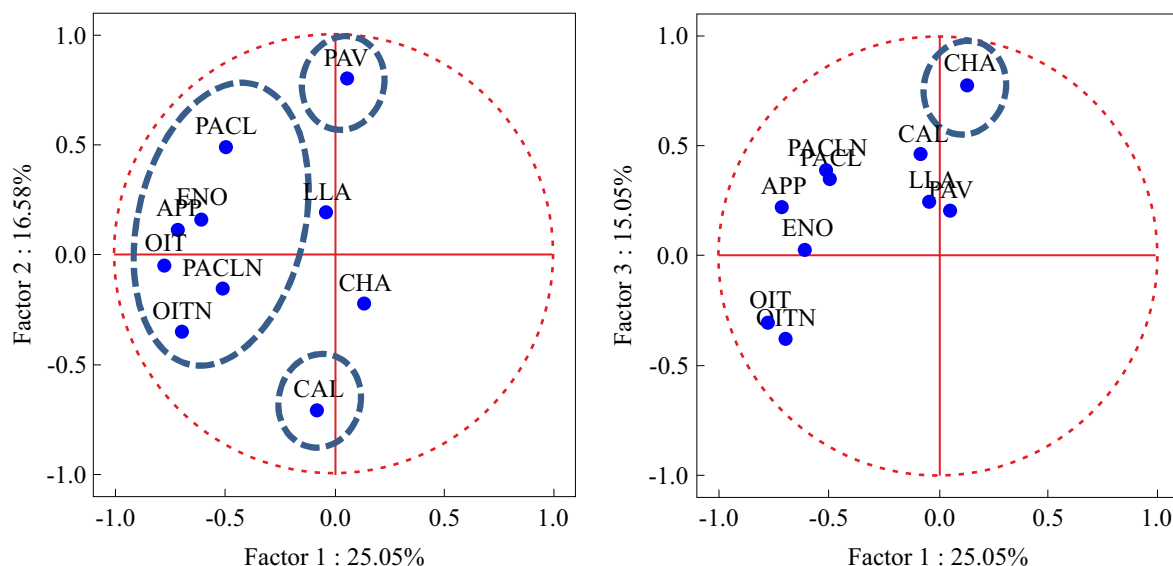 1.0
0.5
0.0
-0.5
-1.0
Factor 2 : 16.58%
PAV
PACL
ENO
LLA
APP
OIT
PACLN
CHA
OITN
CAL
-1.0 -0.5 0.0 0.5 1.0
Factor 1 : 25.05%
1.0
0.5
0.0
-0.5
-1.0
Factor 3 : 15.05%
CHA
CAL
PACLN
PACL
APP
LLA
PAV
ENO
OIT
OITN
-1.0 -0.5 0.0 0.5 1.0
Factor 1 : 25.05%